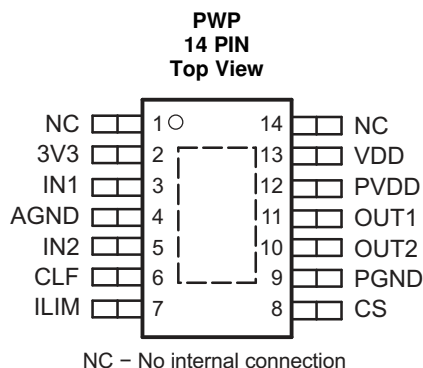 PWP
14 PIN
Top View
NC 1 14 NC
3V3 2 13 VDD
IN1 3 12 PVDD
AGND 4 11 OUT1
IN2 5 10 OUT2
CLF 6 9 PGND
ILIM 7 8 CS
NC − No internal connection